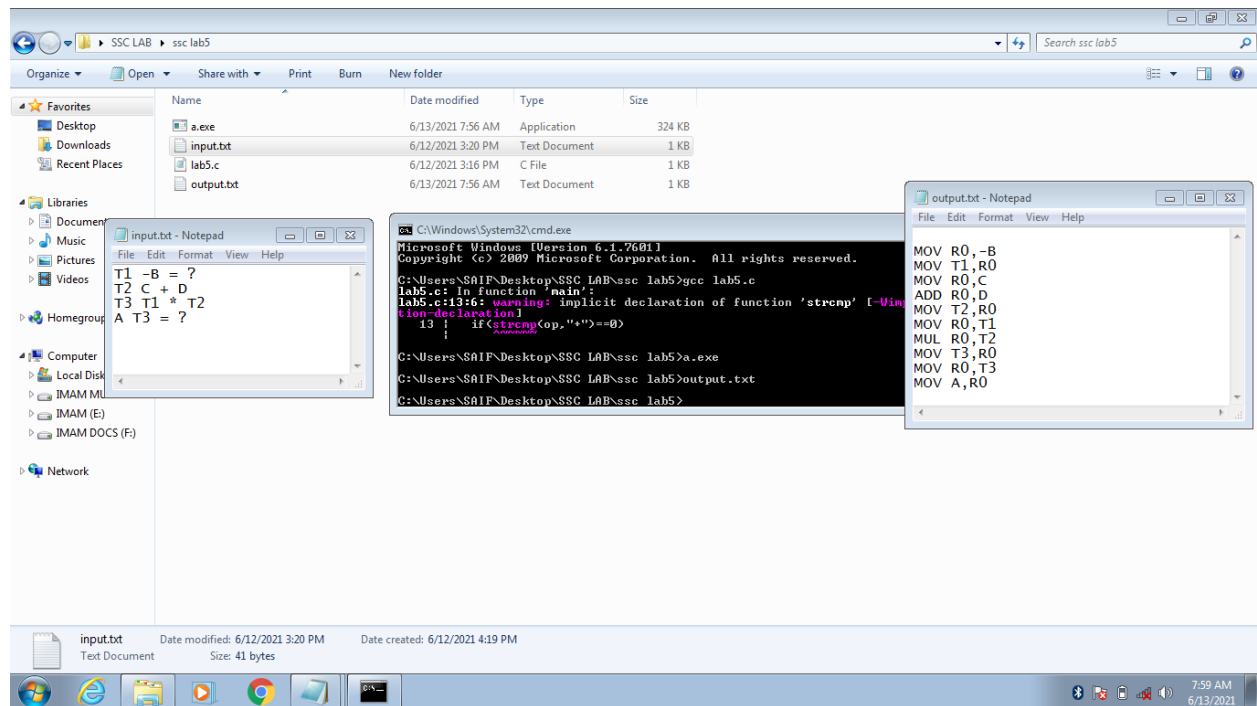 SSC LAB ssc lab5
Search ssc lab5
Organize Open Share with Print Burn New folder
Name Date modified Type Size
a.exe 6/13/2021 7:56 AM Application 324 KB
input.txt 6/12/2021 3:20 PM Text Document 1 KB
lab5.c 6/12/2021 3:16 PM C File 1 KB
output.txt 6/13/2021 7:56 AM Text Document 1 KB
Favorites
Desktop
Downloads
Recent Places
Libraries
Documen
Music
Pictures
Videos
Homegroup
Computer
Local Disk
IMAM MU
IMAM (E:)
IMAM DOCS (F:)
Network
input.txt - Notepad
File Edit Format View Help
T1 -B = ?
T2 C + D
T3 T1 * T2
A T3 = ?
C:\Windows\System32\cmd.exe
Microsoft Windows [Version 6.1.7601]
Copyright (c) 2009 Microsoft Corporation. All rights reserved.
C:\Users\SAIF\Desktop\SSC LAB\ssc lab5>gcc lab5.c
lab5.c: In function 'main':
lab5.c:13:6: warning: implicit declaration of function 'strcmp' [-Wimp
tion-declaration]
13 | if(strcmp(op,"+")==0)
|
C:\Users\SAIF\Desktop\SSC LAB\ssc lab5>a.exe
C:\Users\SAIF\Desktop\SSC LAB\ssc lab5>output.txt
C:\Users\SAIF\Desktop\SSC LAB\ssc lab5>
output.txt - Notepad
File Edit Format View Help
MOV R0,-B
MOV T1,R0
MOV R0,C
ADD R0,D
MOV T2,R0
MOV R0,T1
MUL R0,T2
MOV T3,R0
MOV R0,T3
MOV A,R0
input.txt Date modified: 6/12/2021 3:20 PM Date created: 6/12/2021 4:19 PM
Text Document Size: 41 bytes
7:59 AM
6/13/2021